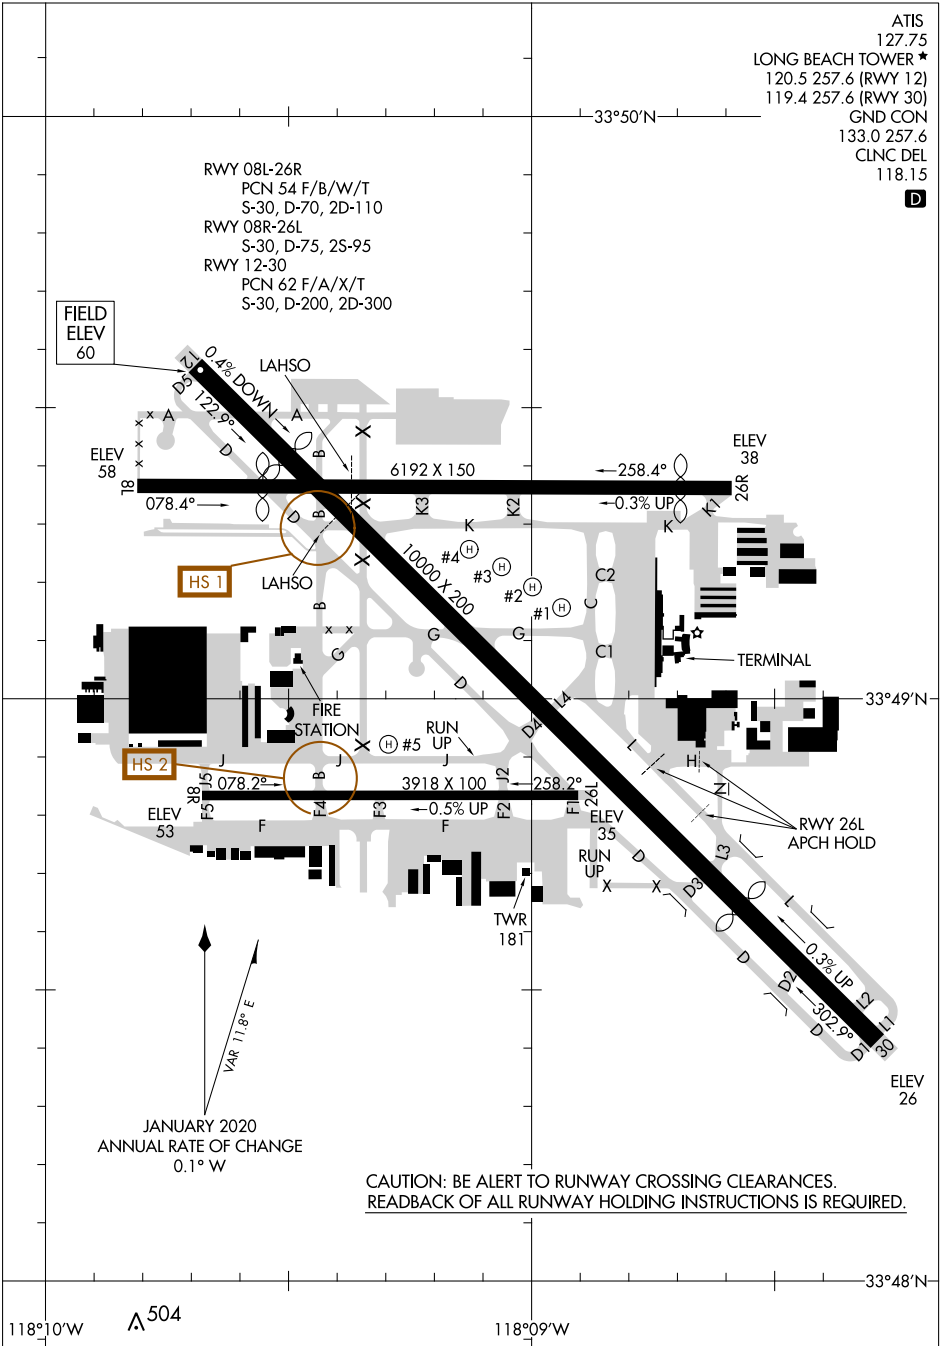 ATIS
127.75
LONG BEACH TOWER ★
120.5 257.6 (RWY 12)
119.4 257.6 (RWY 30)
GND CON
133.0 257.6
CLNC DEL
118.15
D
33°50'N
RWY 08L-26R
PCN 54 F/B/W/T
S-30, D-70, 2D-110
RWY 08R-26L
S-30, D-75, 2S-95
RWY 12-30
PCN 62 F/A/X/T
S-30, D-200, 2D-300
FIELD
ELEV
60
12
D5
0.4% DOWN
122.9°
LAHSO
A
A
D
B
X
x
x
x
x
ELEV
58
8L
078.4°
6192 X 150
258.4°
0.3% UP
ELEV
38
26R
K1
K3
K2
K
K
D
B
X
X
HS 1
LAHSO
10000 X 200
#4 H
#3 H
#2 H
#1 H
C2
C
C1
B
x x
G
G
G
D
TERMINAL
33°49'N
FIRE
STATION
X
H #5
RUN
UP
D4
L4
L
HS 2
J
J
J
J5
B
J2
H
N
8R
078.2°
3918 X 100
258.2°
26L
0.5% UP
ELEV
53
F5
F4
F3
F2
F1
F
F
ELEV
35
RWY 26L
APCH HOLD
RUN
UP
X
X
D
D3
L3
L
TWR
181
D
D2
0.3% UP
302.9°
L2
L1
D
D1
30
ELEV
26
VAR 11.8° E
JANUARY 2020
ANNUAL RATE OF CHANGE
0.1° W
CAUTION: BE ALERT TO RUNWAY CROSSING CLEARANCES.
READBACK OF ALL RUNWAY HOLDING INSTRUCTIONS IS REQUIRED.
33°48'N
504
118°10'W
118°09'W